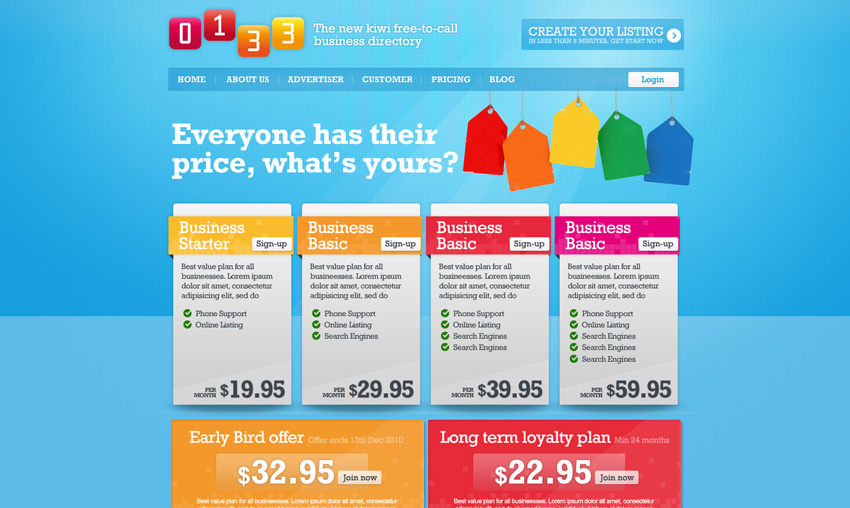 0133
The new kiwi free-to-call
business directory
CREATE YOUR LISTING
IN LESS THAN 5 MINUTES, GET START NOW
HOME
ABOUT US
ADVERTISER
CUSTOMER
PRICING
BLOG
Login
Everyone has their
price, what's yours?
Business
Starter
Sign-up
Best value plan for all
busineesses. Lorem ipsum
dolor sit amet, consectetur
adipisicing elit, sed do
Phone Support
Online Listing
PER
MONTH
$19.95
Business
Basic
Sign-up
Best value plan for all
busineesses. Lorem ipsum
dolor sit amet, consectetur
adipisicing elit, sed do
Phone Support
Online Listing
Search Engines
PER
MONTH
$29.95
Business
Basic
Sign-up
Best value plan for all
busineesses. Lorem ipsum
dolor sit amet, consectetur
adipisicing elit, sed do
Phone Support
Online Listing
Search Engines
Search Engines
PER
MONTH
$39.95
Business
Basic
Sign-up
Best value plan for all
busineesses. Lorem ipsum
dolor sit amet, consectetur
adipisicing elit, sed do
Phone Support
Online Listing
Search Engines
Search Engines
Search Engines
PER
MONTH
$59.95
Early Bird offer Offer ends 13th Dec 2010
$32.95
Join now
Best value plan for all busineesses. Lorem ipsum dolor sit amet, consectetur
Long term loyalty plan Min 24 months
$22.95
Join now
Best value plan for all busineesses. Lorem ipsum dolor sit amet, consectetur